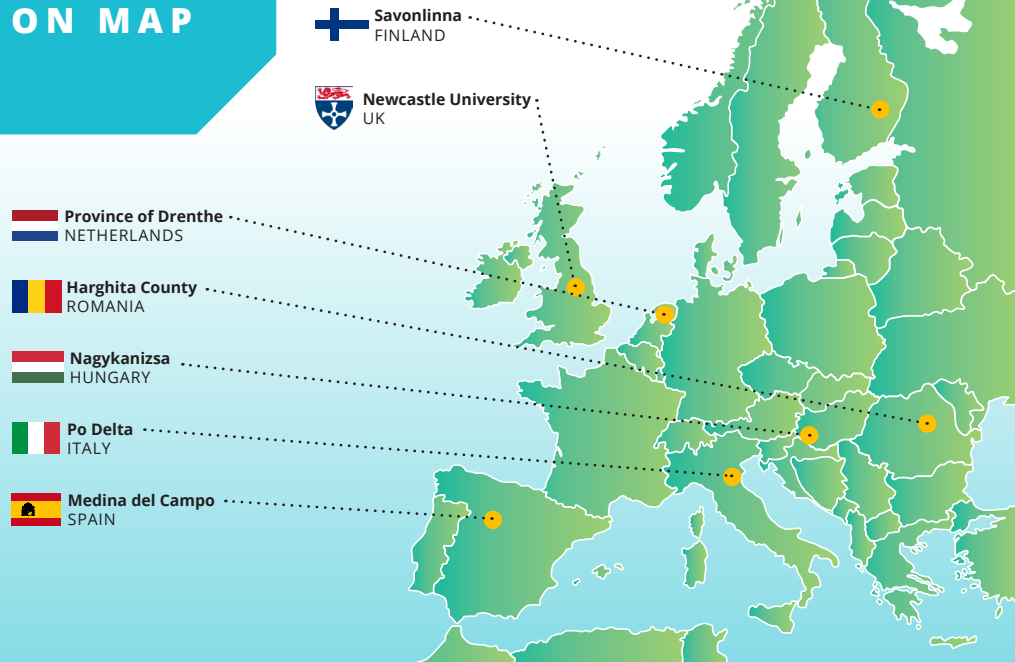 ON MAP
Savonlinna
FINLAND
Newcastle University
UK
Province of Drenthe
NETHERLANDS
Harghita County
ROMANIA
Nagykanizsa
HUNGARY
Po Delta
ITALY
Medina del Campo
SPAIN